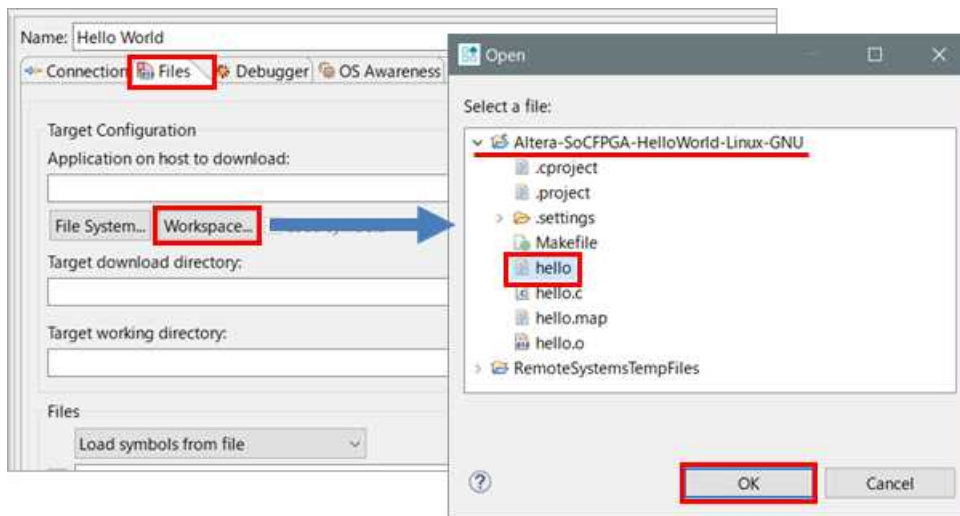 Name: Hello World
Connection Files Debugger OS Awareness
Target Configuration
Application on host to download:
File System... Workspace...
Target download directory:
Target working directory:
Files
Load symbols from file
Open
Select a file:
Altera-SoCFPGA-HelloWorld-Linux-GNU
.cproject
.project
.settings
Makefile
hello
hello.c
hello.map
hello.o
RemoteSystemsTempFiles
OK Cancel